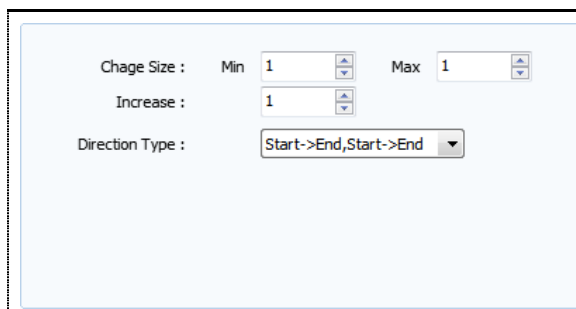 Chage Size : Min 1 Max 1
Increase : 1
Direction Type : Start->End,Start->End